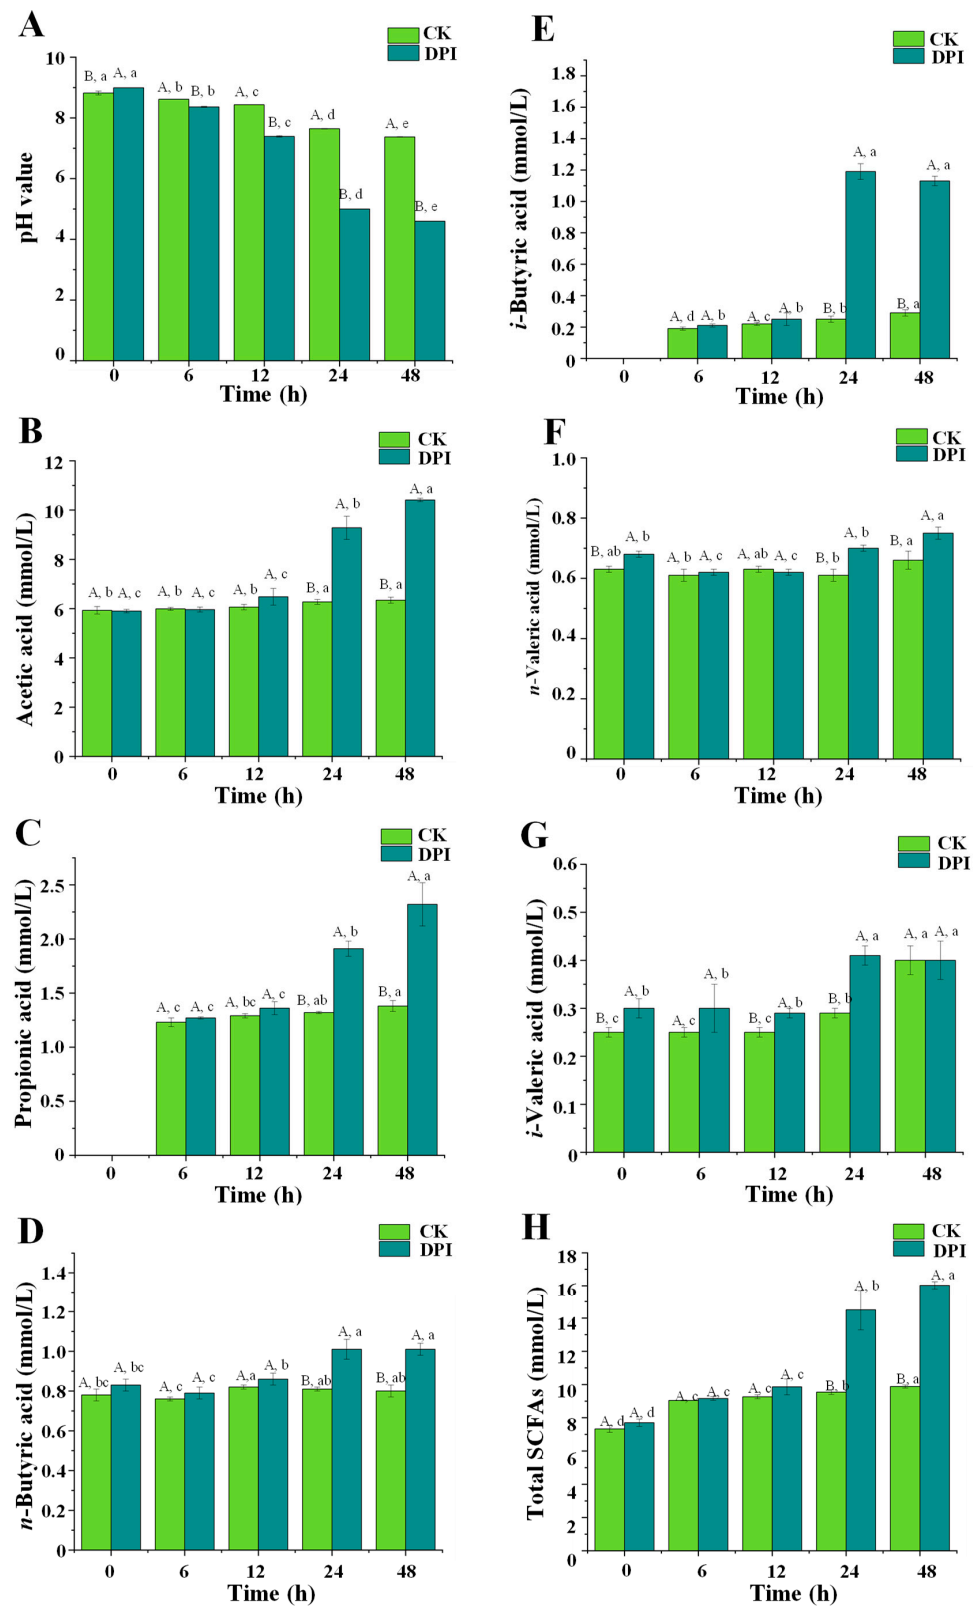 A
CK
DPI
pH value
10
8
6
4
2
0
B, a
A, a
A, b
B, b
A, c
B, c
A, d
B, d
A, e
B, e
0
6
12
24
48
Time (h)
E
CK
DPI
i-Butyric acid (mmol/L)
1.8
1.6
1.4
1.2
1.0
0.8
0.6
0.4
0.2
0
A, d
A, b
A, c
A, b
B, b
A, a
B, a
A, a
0
6
12
24
48
Time (h)
B
CK
DPI
Acetic acid (mmol/L)
12
10
8
6
4
2
0
A, b
A, c
A, b
A, c
A, b
A, c
B, a
A, b
B, a
A, a
0
6
12
24
48
Time (h)
F
CK
DPI
n-Valeric acid (mmol/L)
1.0
0.8
0.6
0.4
0.2
0
B, ab
A, b
A, b
A, c
A, ab
A, c
B, b
A, b
B, a
A, a
0
6
12
24
48
Time (h)
C
CK
DPI
Propionic acid (mmol/L)
2.5
2.0
1.5
1.0
0.5
0
A, c
A, c
A, bc
A, c
B, ab
A, b
B, a
A, a
0
6
12
24
48
Time (h)
G
CK
DPI
i-Valeric acid (mmol/L)
0.6
0.5
0.4
0.3
0.2
0.1
0
B, c
A, b
A, c
A, b
B, c
A, b
B, b
A, a
A, a
A, a
0
6
12
24
48
Time (h)
D
CK
DPI
n-Butyric acid (mmol/L)
1.4
1.2
1.0
0.8
0.6
0.4
0.2
0
A, bc
A, bc
A, c
A, c
A,a
A, b
B, ab
A, a
B, ab
A, a
0
6
12
24
48
Time (h)
H
CK
DPI
Total SCFAs (mmol/L)
18
16
14
12
10
8
6
4
2
0
A, d
A, d
A, c
A, c
A, c
A, c
B, b
A, b
B, a
A, a
0
6
12
24
48
Time (h)